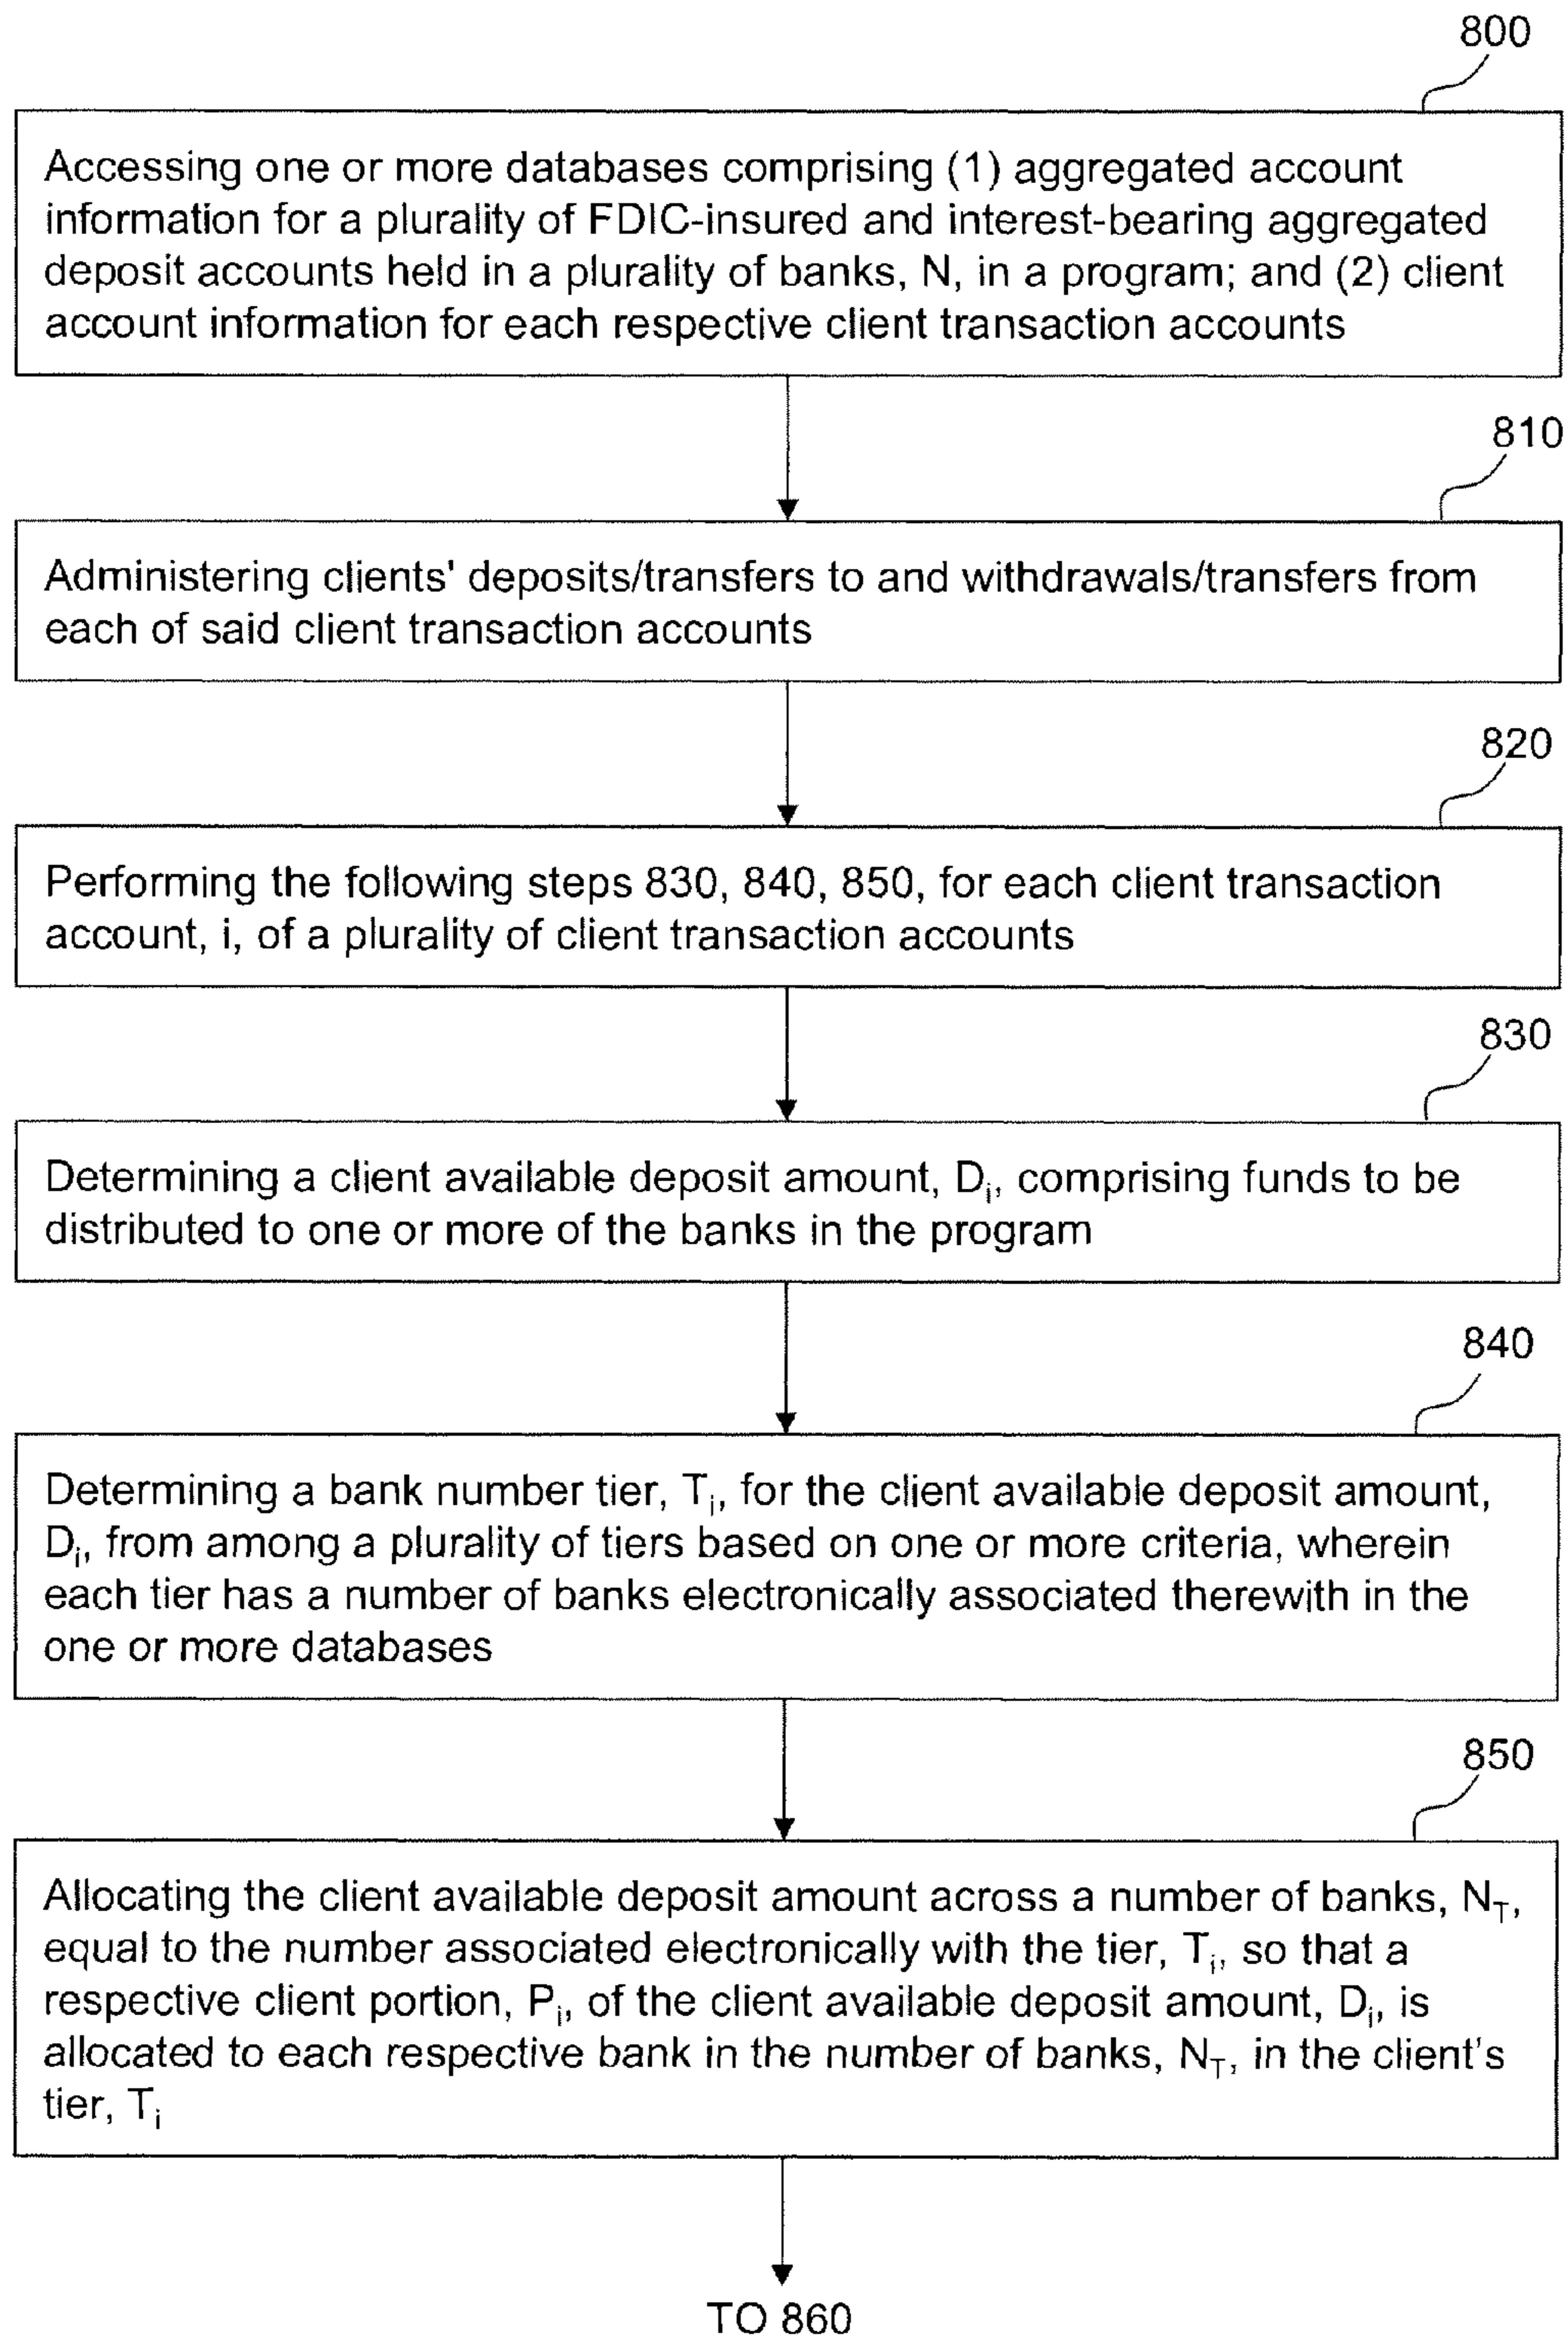 800
Accessing one or more databases comprising (1) aggregated account
information for a plurality of FDIC-insured and interest-bearing aggregated
deposit accounts held in a plurality of banks, N, in a program; and (2) client
account information for each respective client transaction accounts
810
Administering clients' deposits/transfers to and withdrawals/transfers from
each of said client transaction accounts
820
Performing the following steps 830, 840, 850, for each client transaction
account, i, of a plurality of client transaction accounts
830
Determining a client available deposit amount, Di, comprising funds to be
distributed to one or more of the banks in the program
840
Determining a bank number tier, Ti, for the client available deposit amount,
Di, from among a plurality of tiers based on one or more criteria, wherein
each tier has a number of banks electronically associated therewith in the
one or more databases
850
Allocating the client available deposit amount across a number of banks, NT,
equal to the number associated electronically with the tier, Ti, so that a
respective client portion, Pi, of the client available deposit amount, Di, is
allocated to each respective bank in the number of banks, NT, in the client's
tier, Ti
TO 860